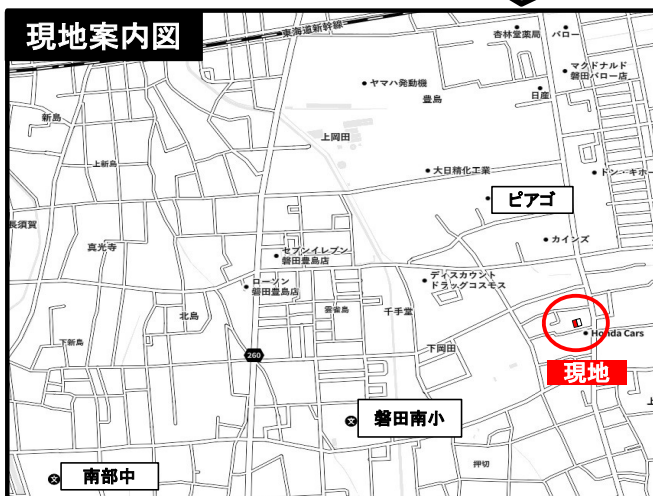 現地案内図
東海道新幹線
杏林堂薬局
バロー
マクドナルド
磐田バロー店
ヤマハ発動機
豊島
日産
新島
上岡田
上新島
大日精化工業
ドン・キホー
ピアゴ
長須賀
真光寺
カインズ
セブンイレブン
磐田豊島店
ディスカウント
ドラッグコスモス
ローソン
磐田豊島店
北島
雲雀島
千手堂
下新島
260
下岡田
Honda Cars
現地
上
磐田南小
文
押切
南部中
文